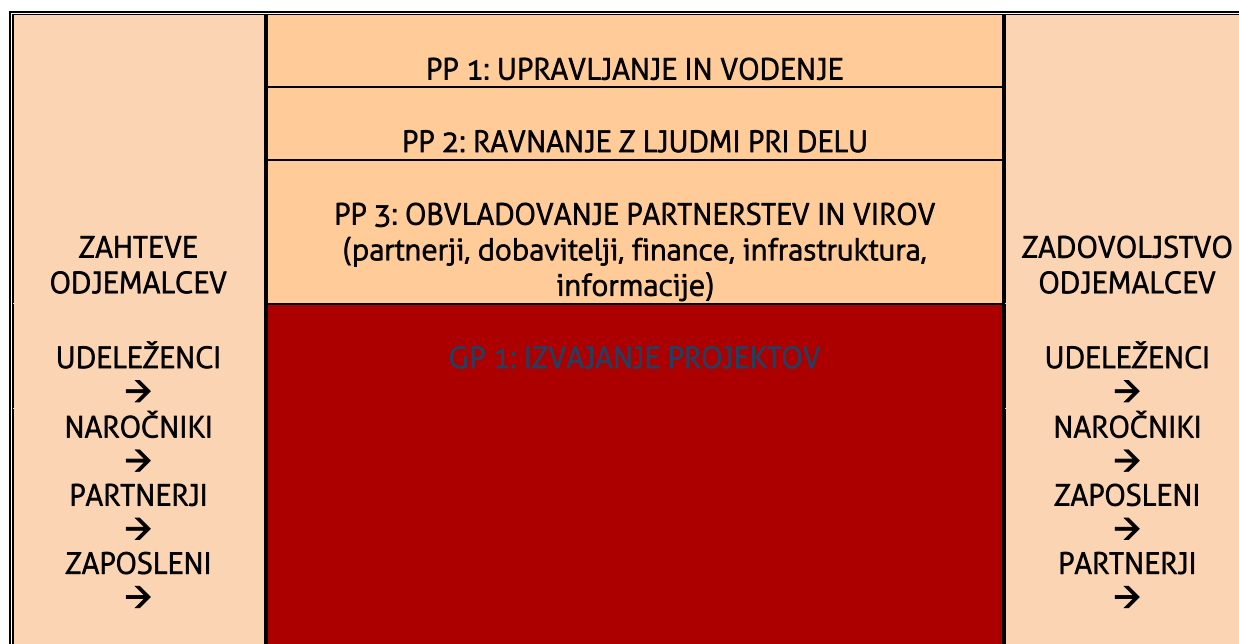 ZAHTEVE
ODJEMALCEV
UDELEŽENCI
→
NAROČNIKI
→
PARTNERJI
→
ZAPOSLENI
→
PP 1: UPRAVLJANJE IN VODENJE
PP 2: RAVNANJE Z LJUDMI PRI DELU
PP 3: OBVLADOVANJE PARTNERSTEV IN VIROV
(partnerji, dobavitelji, finance, infrastruktura,
informacije)
GP 1: IZVAJANJE PROJEKTOV
ZADOVOLJSTVO
ODJEMALCEV
UDELEŽENCI
→
NAROČNIKI
→
ZAPOSLENI
→
PARTNERJI
→